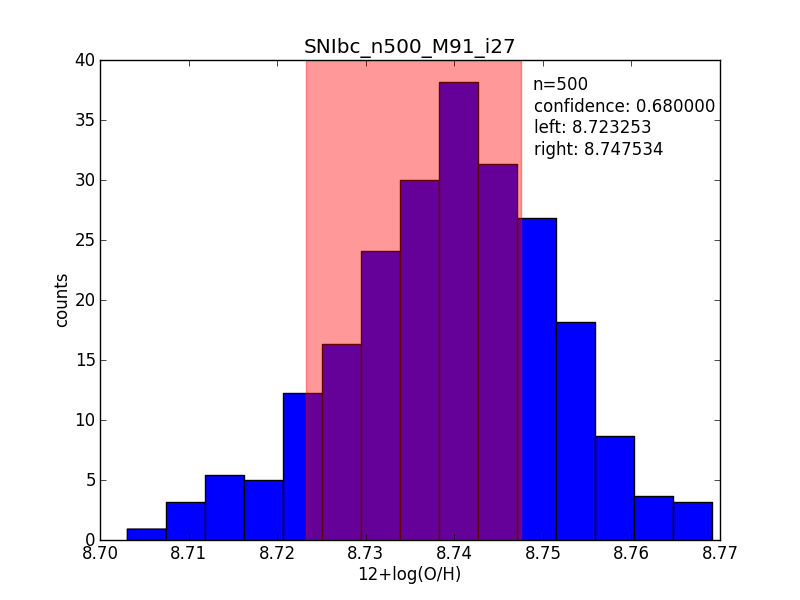 SNIbc_n500_M91_i27
40
35
30
25
20
15
10
5
0
counts
n=500
confidence: 0.680000
left: 8.723253
right: 8.747534
8.70 8.71 8.72 8.73 8.74 8.75 8.76 8.77
12+log(O/H)